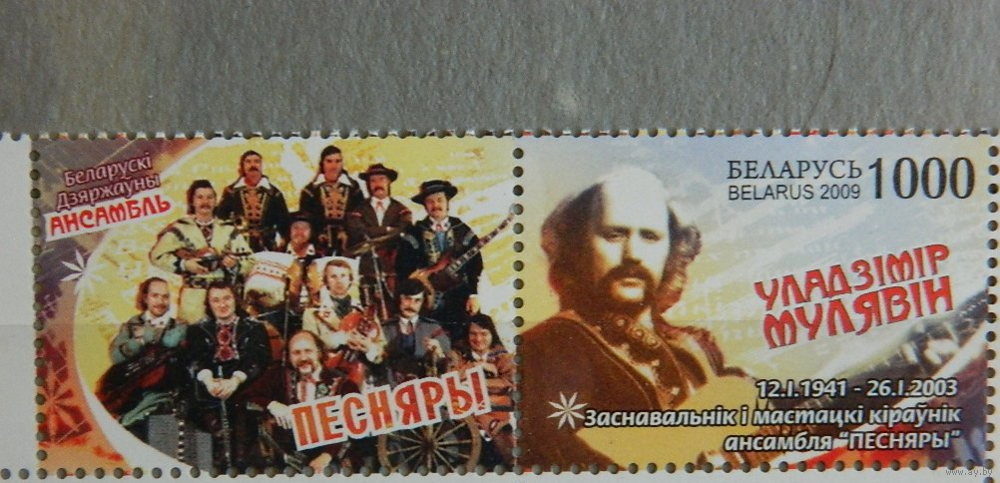 Беларускі
Дзяржаўны
АНСАМБЛЬ
ПЕСНЯРЫ
БЕЛАРУСЬ 1000
BELARUS 2009
УЛАДЗІМІР
МУЛЯВІН
12.I.1941 - 26.I.2003
Заснавальнік і мастацкі кіраўнік
ансамбля "ПЕСНЯРЫ"
www.ay.by